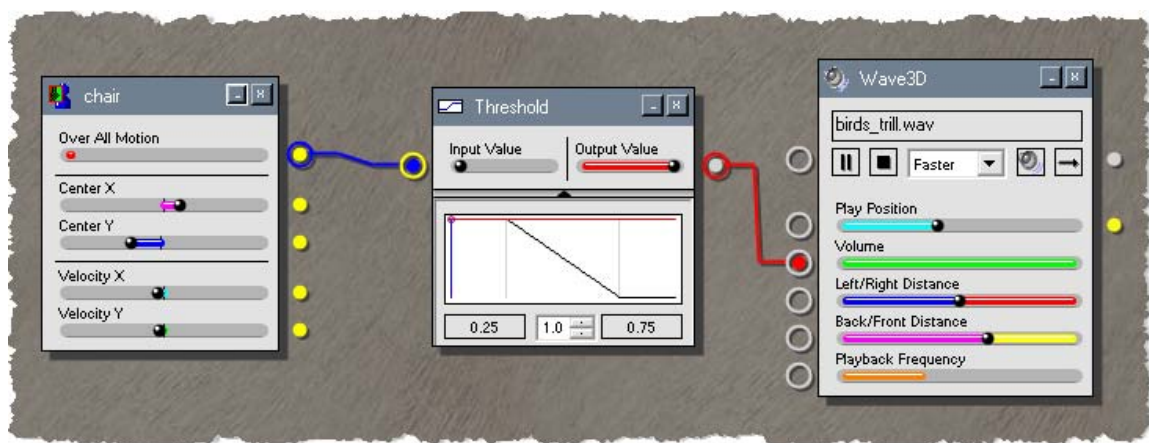 chair
Over All Motion
Center X
Center Y
Velocity X
Velocity Y
Threshold
Input Value
Output Value
0.25
1.0
0.75
Wave3D
birds_trill.wav
Faster
Play Position
Volume
Left/Right Distance
Back/Front Distance
Playback Frequency